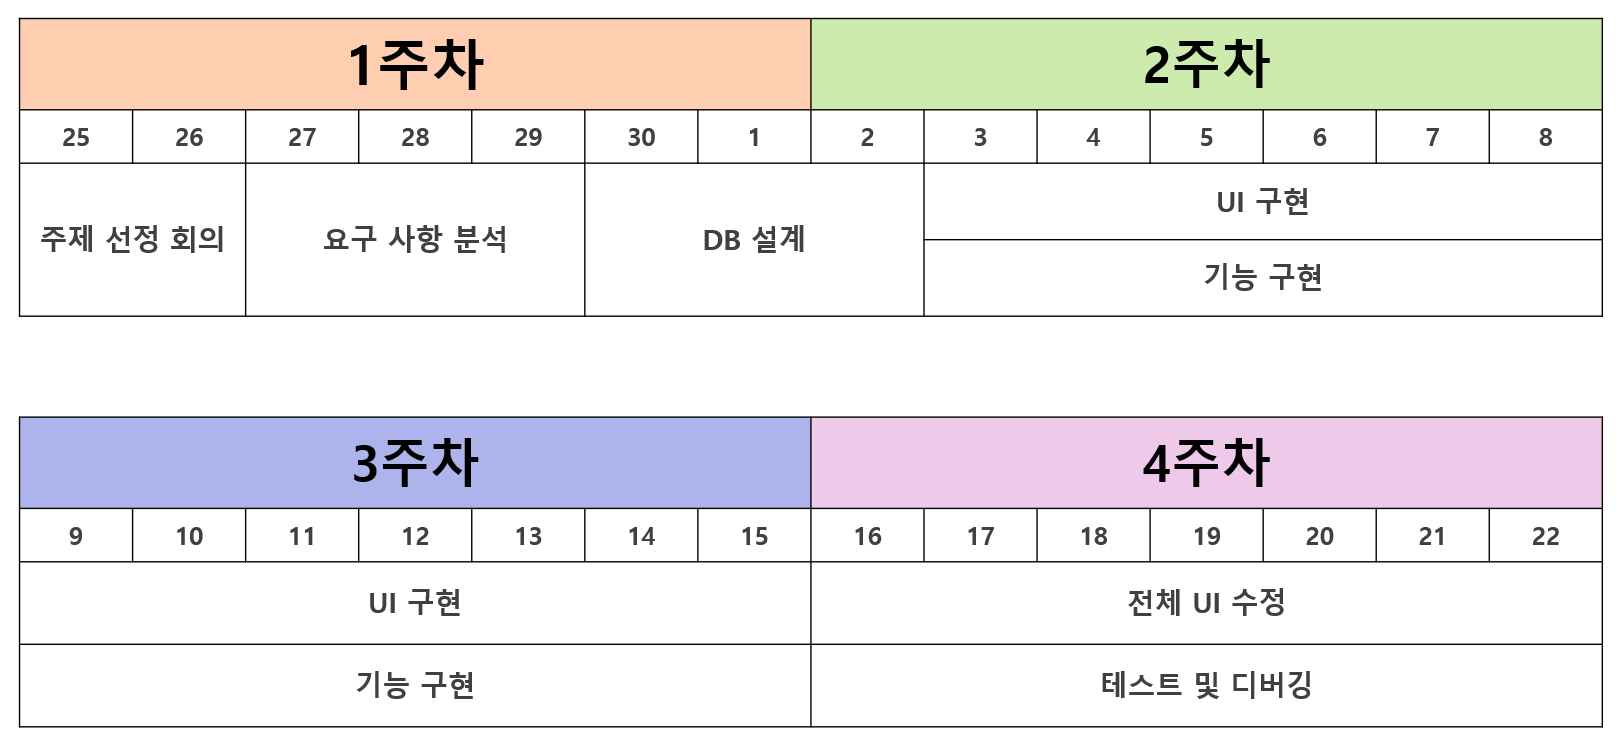 1주차 2주차
25 26 27 28 29 30 1 2 3 4 5 6 7 8
주제 선정 회의 요구 사항 분석 DB 설계 UI 구현
기능 구현
3주차 4주차
9 10 11 12 13 14 15 16 17 18 19 20 21 22
UI 구현 전체 UI 수정
기능 구현 테스트 및 디버깅